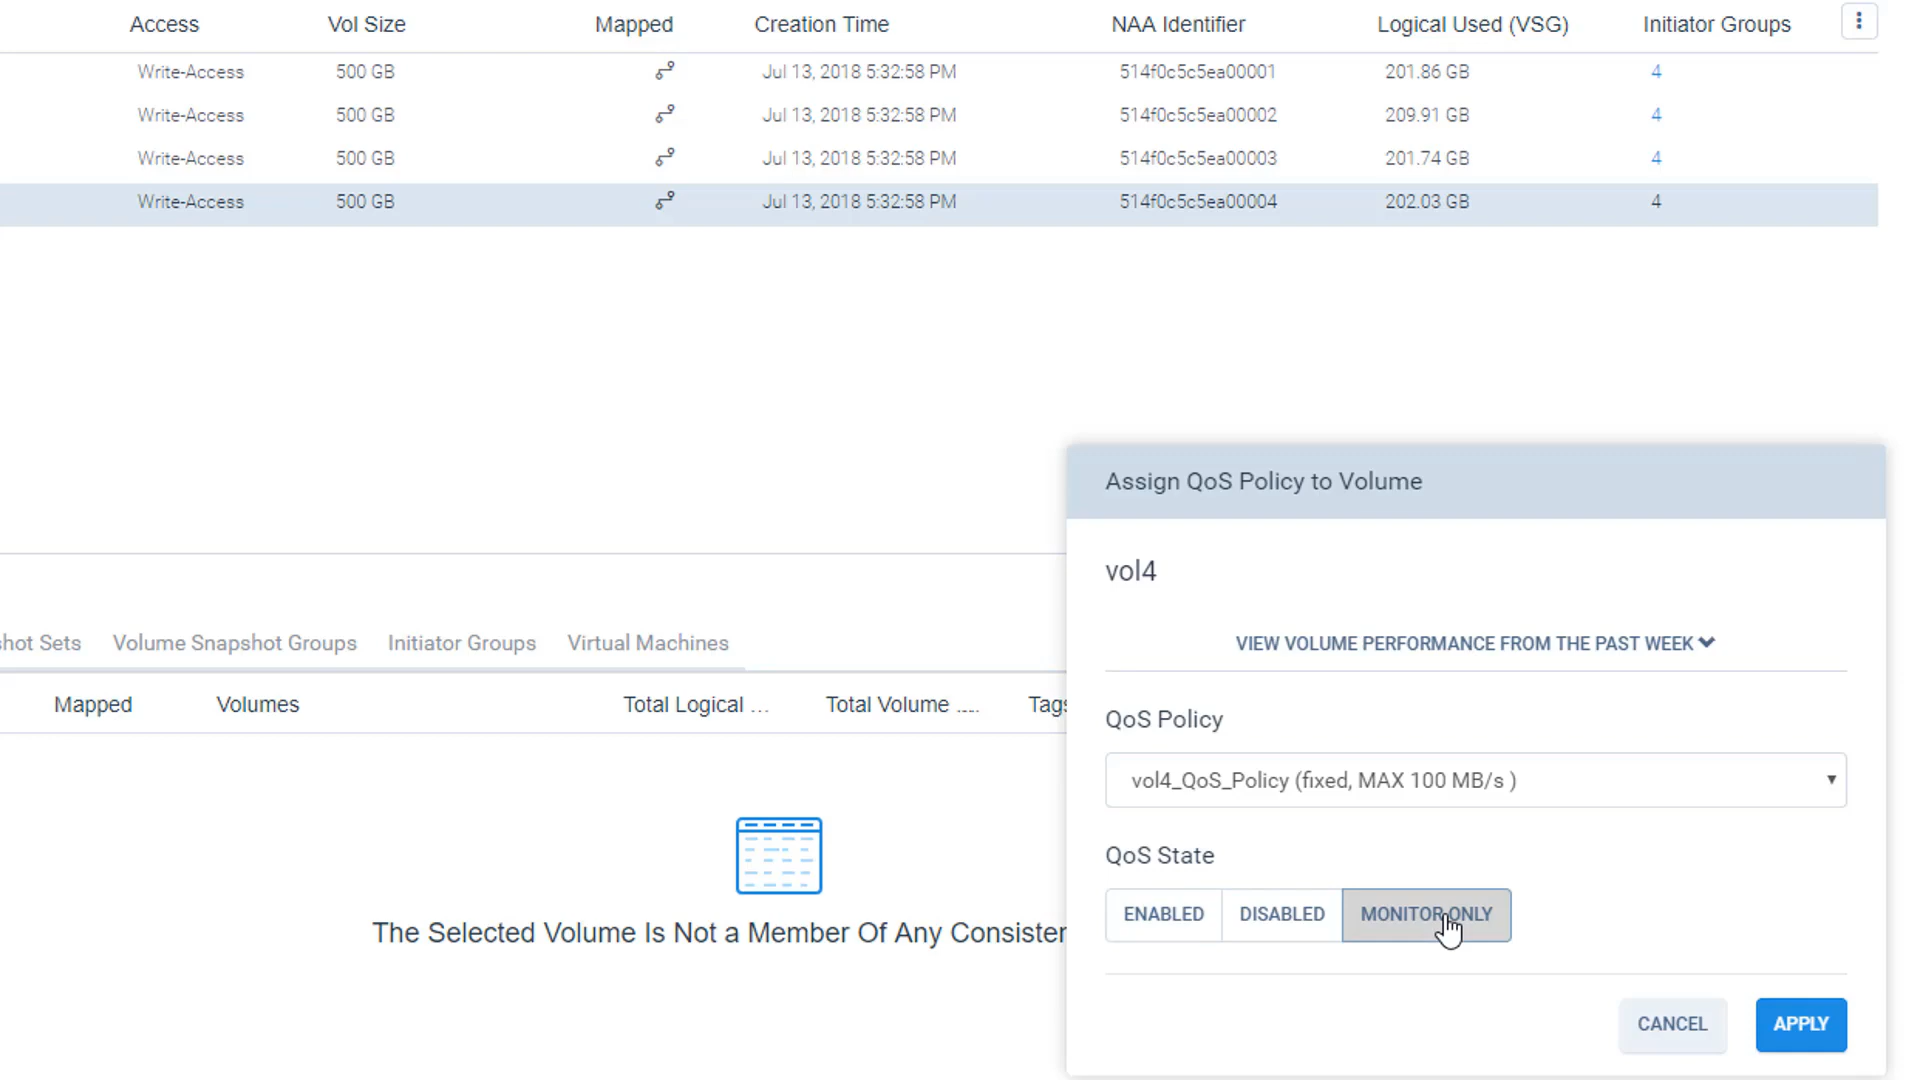 Access Vol Size Mapped Creation Time NAA Identifier Logical Used (VSG) Initiator Groups
Write-Access 500 GB Jul 13, 2018 5:32:58 PM 514f0c5c5ea00001 201.86 GB 4
Write-Access 500 GB Jul 13, 2018 5:32:58 PM 514f0c5c5ea00002 209.91 GB 4
Write-Access 500 GB Jul 13, 2018 5:32:58 PM 514f0c5c5ea00003 201.74 GB 4
Write-Access 500 GB Jul 13, 2018 5:32:58 PM 514f0c5c5ea00004 202.03 GB 4
hot Sets Volume Snapshot Groups Initiator Groups Virtual Machines
Mapped Volumes Total Logical ... Total Volume ..... Tags
The Selected Volume Is Not a Member Of Any Consister
Assign QoS Policy to Volume
vol4
VIEW VOLUME PERFORMANCE FROM THE PAST WEEK
QoS Policy
vol4_QoS_Policy (fixed, MAX 100 MB/s )
QoS State
ENABLED DISABLED MONITOR ONLY
CANCEL APPLY